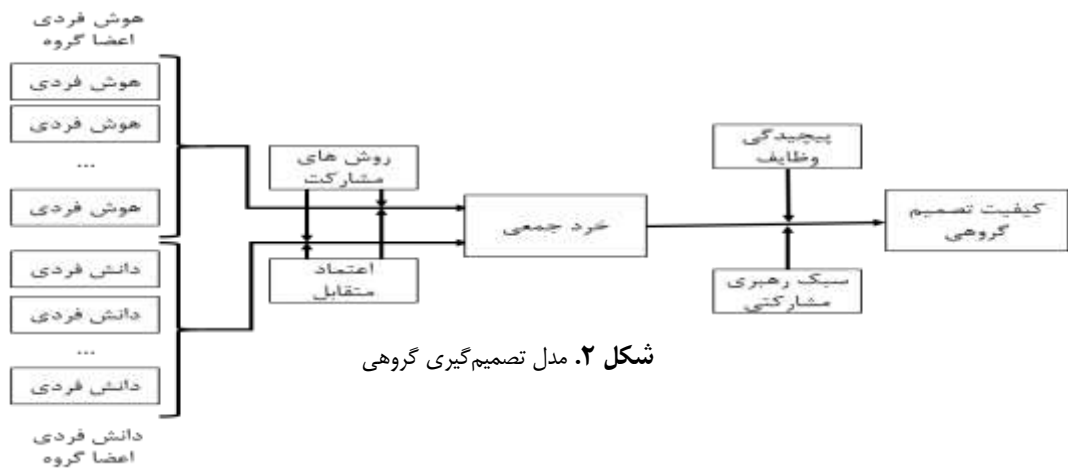 هوش فردی
اعضا گروه
هوش فردی
هوش فردی
...
هوش فردی
دانش فردی
دانش فردی
...
دانش فردی
دانش فردی
اعضا گروه
روش های
مشارکت
اعتماد
متقابل
خرد جمعی
پیچیدگی
وظایف
سبک رهبری
مشارکتی
کیفیت تصمیم
گروهی
شکل ۲. مدل تصمیم‌گیری گروهی